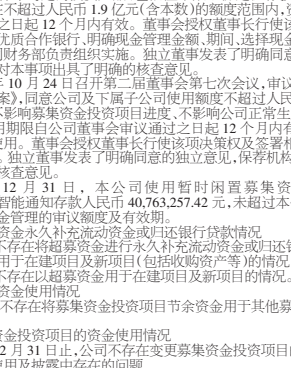 在不超过人民币 1.9 亿元(含本数)的额度范围内,资
之日起 12 个月内有效。董事会授权董事长行使该
优质合作银行、明确现金管理金额、期间、选择现金
司财务部负责组织实施。独立董事发表了明确同意
对本事项出具了明确的核查意见。
年 10 月 24 日召开第二届董事会第七次会议,审议
案》,同意公司及下属子公司使用额度不超过人民
不影响募集资金投资项目进度、不影响公司正常生
用期限自公司董事会审议通过之日起 12 个月内有
使用。董事会授权董事长行使该项决策权及签署相
。独立董事发表了明确同意的独立意见,保荐机构
核查意见。
12 月 31 日，本公司使用暂时闲置募集资
智能通知存款人民币 40,763,257.42 元,未超过本
金管理的审议额度及有效期。
资金永久补充流动资金或归还银行贷款情况
不存在将超募资金进行永久补充流动资金或归还银
用于在建项目及新项目(包括收购资产等)的情况
不存在以超募资金用于在建项目及新项目的情况。
资金使用情况
不存在将募集资金投资项目节余资金用于其他募
资金投资项目的资金使用情况
2 月 31 日止,公司不存在变更募集资金投资项目的
使用及披露中存在的问题